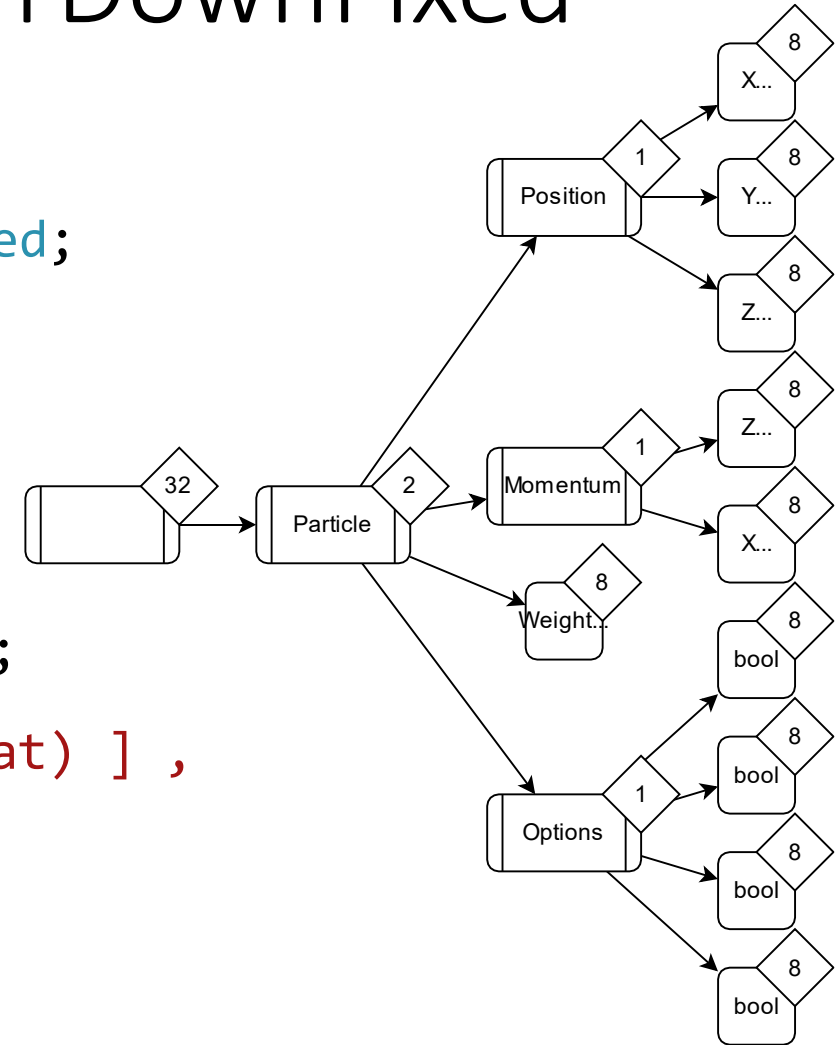 DownFixed
8
X...
1
8
Position
Y...
ed;
8
Z...
8
Z...
1
32
2
8
Momentum
Particle
X...
8
Weight...
8
;
bool
8
at) ] ,
bool
1
8
Options
bool
8
bool